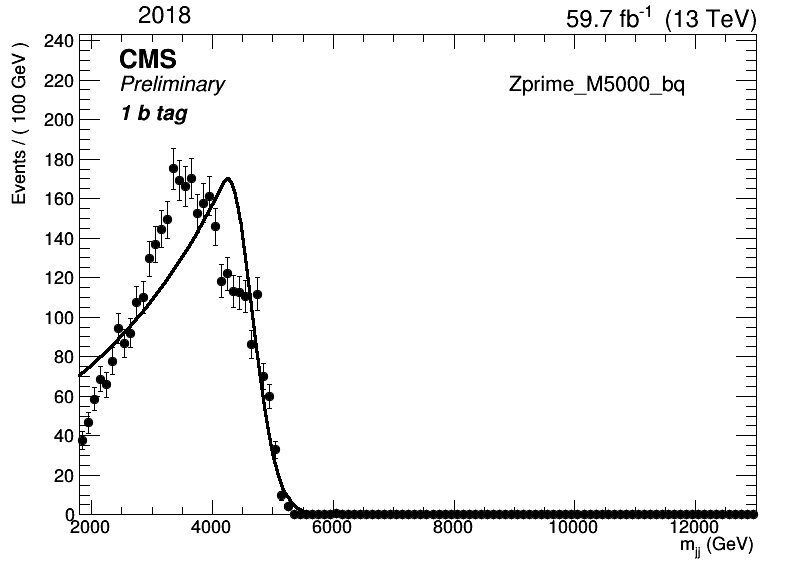 2018 59.7 fb⁻¹ (13 TeV)
CMS
Preliminary
1 b tag
Zprime_M5000_bq
Events / ( 100 GeV )
240
220
200
180
160
140
120
100
80
60
40
20
0
2000 4000 6000 8000 10000 12000
m_jj (GeV)